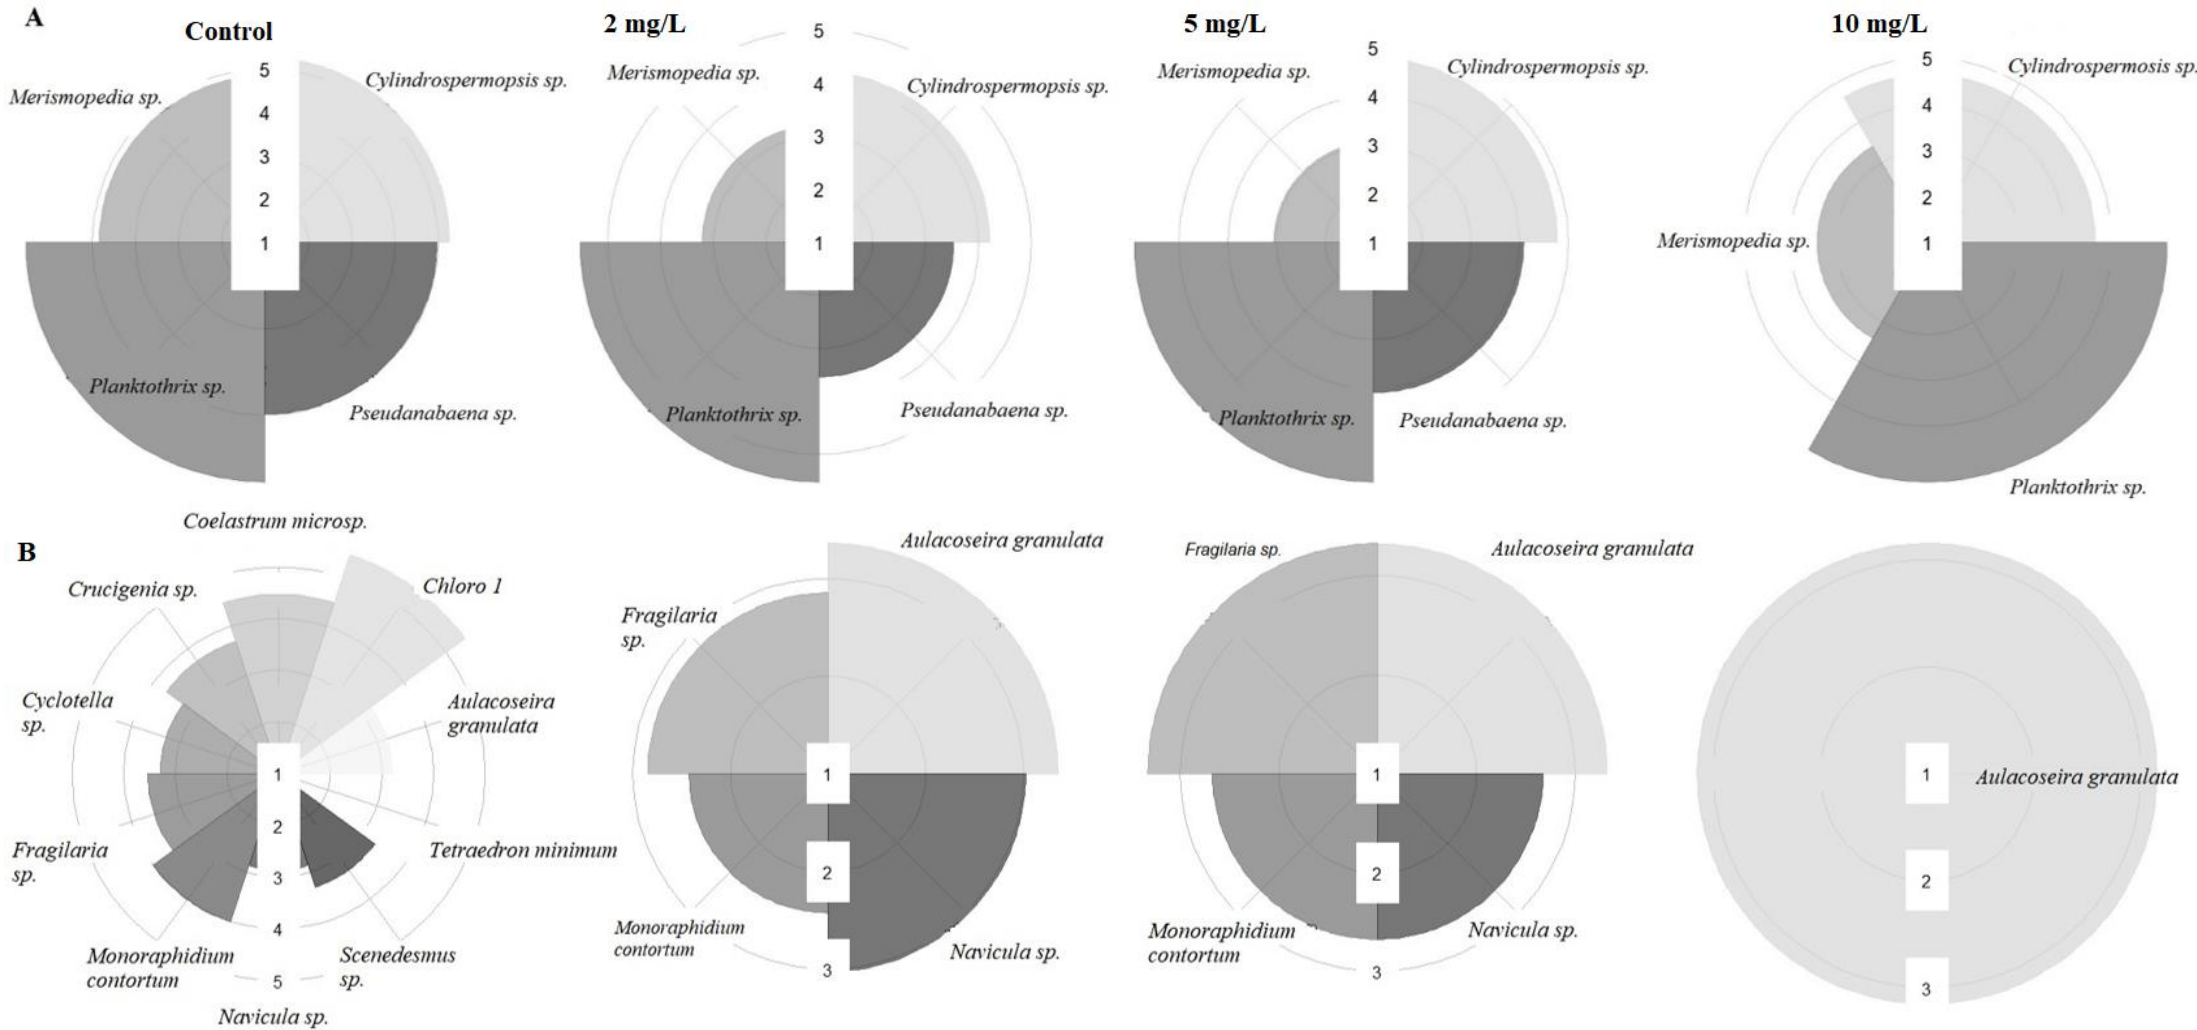 A
Control
2 mg/L
5 mg/L
10 mg/L
Merismopedia sp.
5
4
3
2
1
Cylindrospermopsis sp.
Planktothrix sp.
Pseudanabaena sp.
Merismopedia sp.
5
4
3
2
1
Cylindrospermopsis sp.
Planktothrix sp.
Pseudanabaena sp.
Merismopedia sp.
5
4
3
2
1
Cylindrospermopsis sp.
Planktothrix sp.
Pseudanabaena sp.
5
4
3
2
1
Cylindrospermosis sp.
Merismopedia sp.
Planktothrix sp.
B
Coelastrum microsp.
Crucigenia sp.
Chloro 1
Cyclotella
sp.
Aulacoseira
granulata
1
2
3
4
5
Fragilaria
sp.
Tetraedron minimum
Monoraphidium
contortum
Scenedesmus
sp.
Navicula sp.
Aulacoseira granulata
Fragilaria
sp.
1
2
3
Monoraphidium
contortum
Navicula sp.
Fragilaria sp.
Aulacoseira granulata
1
2
3
Monoraphidium
contortum
Navicula sp.
1
2
3
Aulacoseira granulata